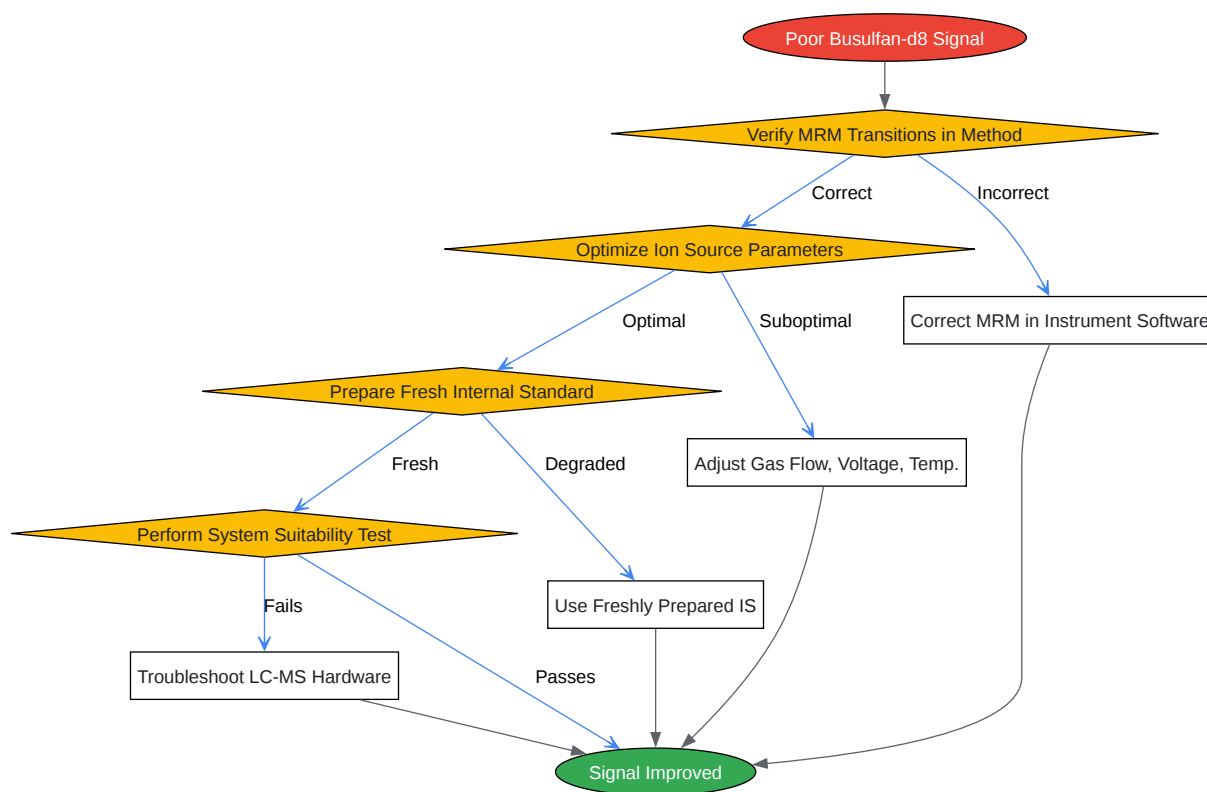 Poor Busulfan-d8 Signal
Verify MRM Transitions in Method
Correct
Incorrect
Optimize Ion Source Parameters
Optimal
Suboptimal
Correct MRM in Instrument Software
Prepare Fresh Internal Standard
Fresh
Degraded
Adjust Gas Flow, Voltage, Temp.
Perform System Suitability Test
Fails
Use Freshly Prepared IS
Troubleshoot LC-MS Hardware
Passes
Signal Improved